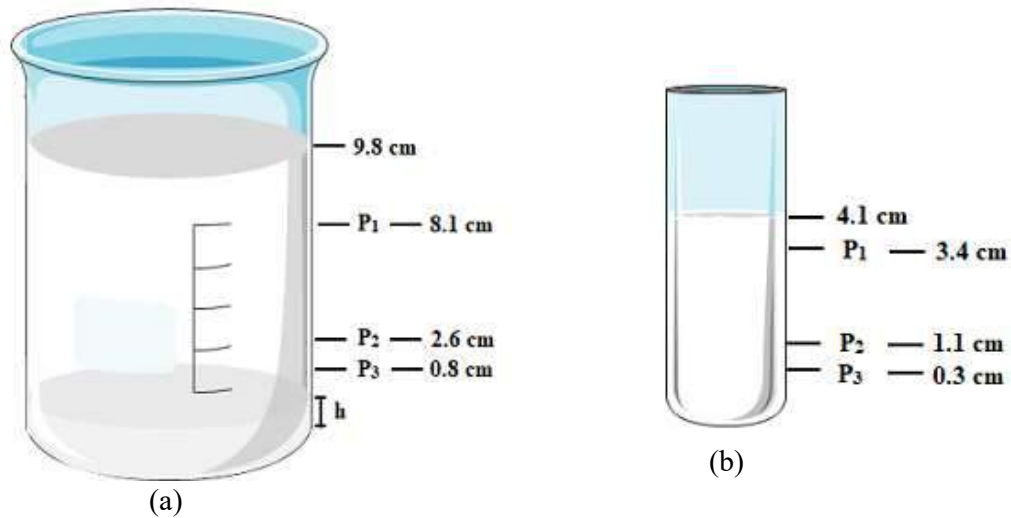 9.8 cm
P₁ — 8.1 cm
P₂ — 2.6 cm
P₃ — 0.8 cm
h
(a)
4.1 cm
P₁ — 3.4 cm
P₂ — 1.1 cm
P₃ — 0.3 cm
(b)